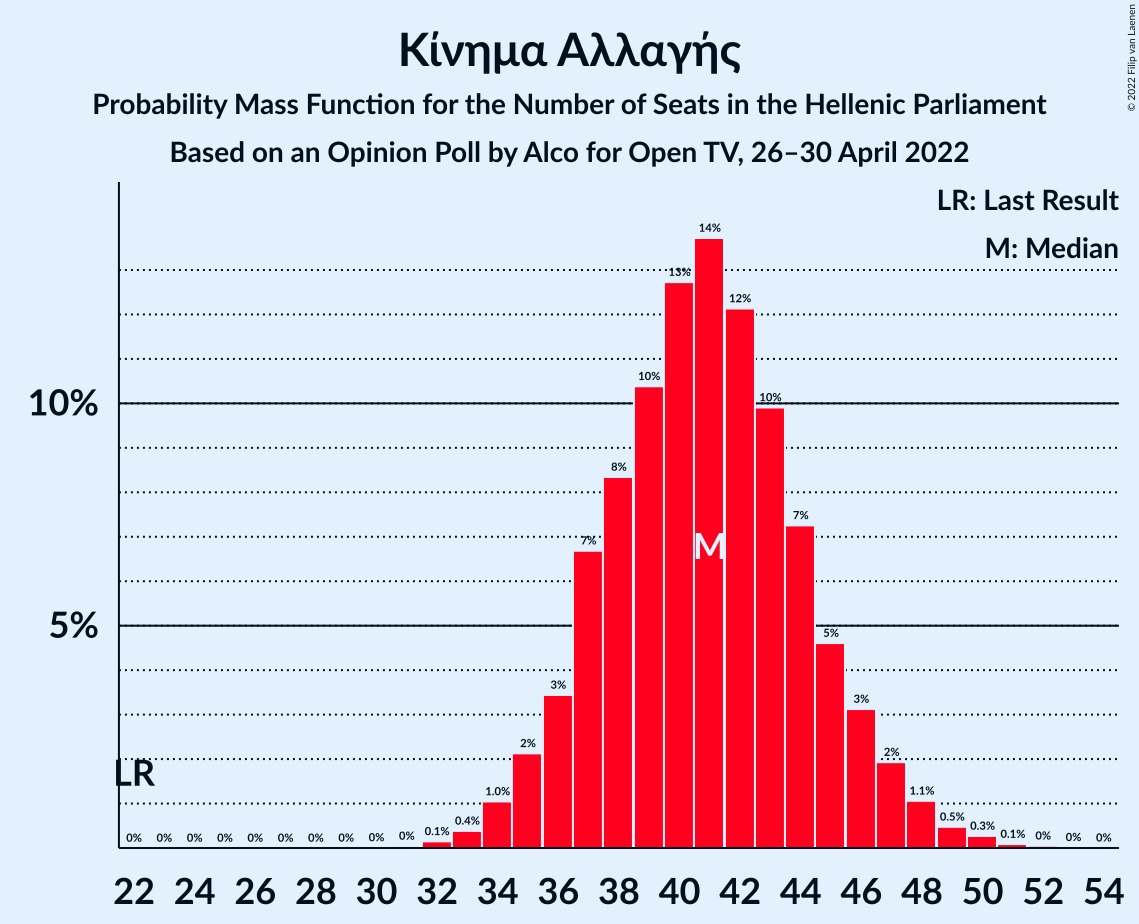 Κίνημα Αλλαγής
Probability Mass Function for the Number of Seats in the Hellenic Parliament
Based on an Opinion Poll by Alco for Open TV, 26–30 April 2022
© 2022 Filip van Laenen
LR: Last Result
M: Median
10%
5%
LR
M
0% 0% 0% 0% 0% 0% 0% 0% 0% 0% 0.1% 0.4% 1.0% 2% 3% 7% 8% 10% 13% 14% 12% 10% 7% 5% 3% 2% 1.1% 0.5% 0.3% 0.1% 0% 0% 0%
22 24 26 28 30 32 34 36 38 40 42 44 46 48 50 52 54